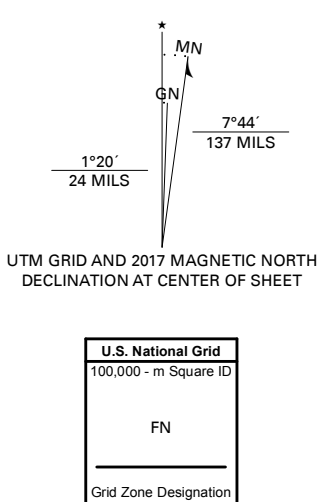 ★
MN
GN
7°44´
137 MILS
1°20´
24 MILS
UTM GRID AND 2017 MAGNETIC NORTH
DECLINATION AT CENTER OF SHEET
U.S. National Grid
100,000 - m Square ID
FN
Grid Zone Designation